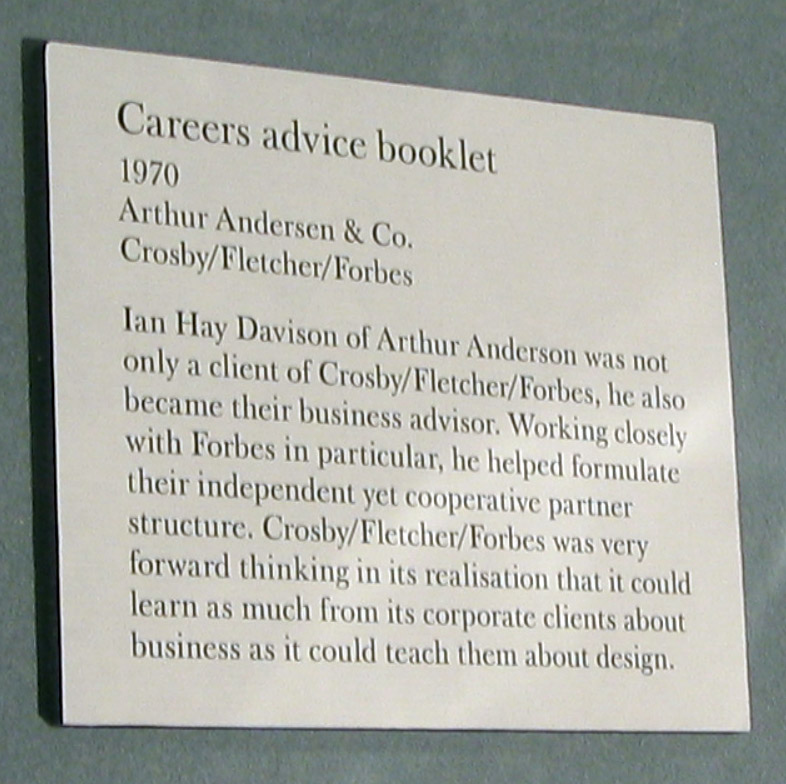 Careers advice booklet
1970
Arthur Andersen & Co.
Crosby/Fletcher/Forbes
Ian Hay Davison of Arthur Anderson was not
only a client of Crosby/Fletcher/Forbes, he also
became their business advisor. Working closely
with Forbes in particular, he helped formulate
their independent yet cooperative partner
structure. Crosby/Fletcher/Forbes was very
forward thinking in its realisation that it could
learn as much from its corporate clients about
business as it could teach them about design.